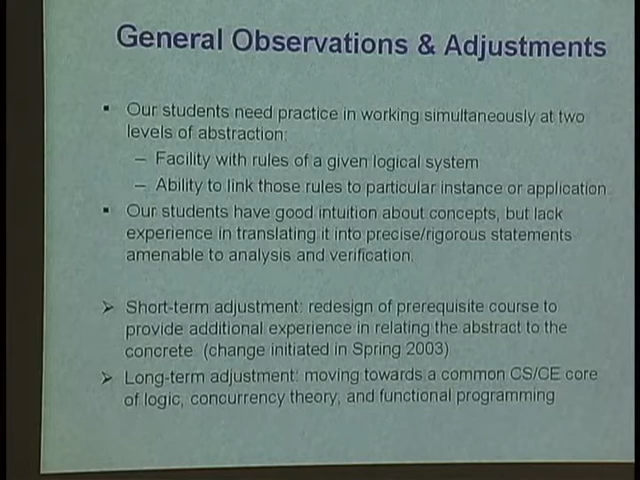 General Observations & Adjustments
▪ Our students need practice in working simultaneously at two
levels of abstraction:
– Facility with rules of a given logical system
– Ability to link those rules to particular instance or application
▪ Our students have good intuition about concepts, but lack
experience in translating it into precise/rigorous statements
amenable to analysis and verification.
➢ Short-term adjustment: redesign of prerequisite course to
provide additional experience in relating the abstract to the
concrete (change initiated in Spring 2003)
➢ Long-term adjustment: moving towards a common CS/CE core
of logic, concurrency theory, and functional programming